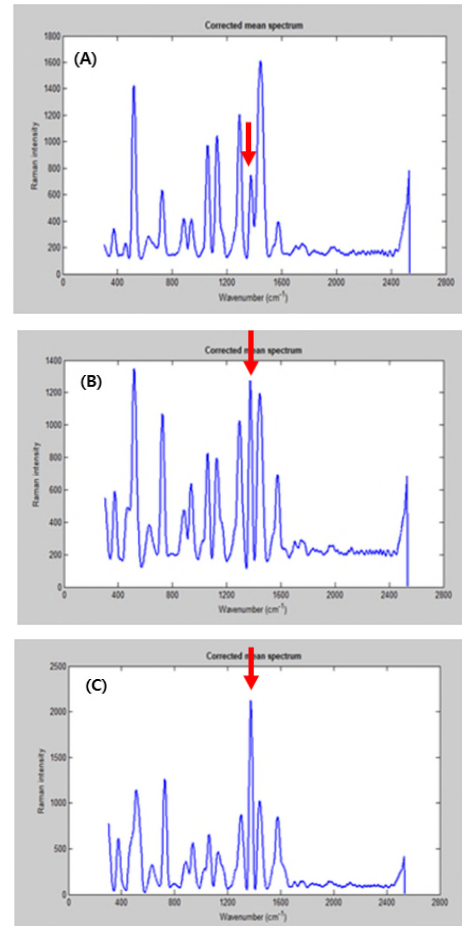 Corrected mean spectrum
(A)
1800
1600
1400
1200
1000
800
600
400
200
0
Raman intensity
0 400 800 1200 1600 2000 2400 2800
Wavenumber (cm⁻¹)
Corrected mean spectrum
(B)
1400
1200
1000
800
600
400
200
0
Raman intensity
0 400 800 1200 1600 2000 2400 2800
Wavenumber (cm⁻¹)
Corrected mean spectrum
(C)
2500
2000
1500
1000
500
0
Raman intensity
0 400 800 1200 1600 2000 2400 2800
Wavenumber (cm⁻¹)